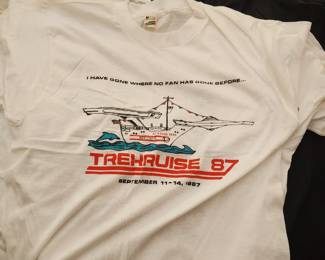 I HAVE GONE WHERE NO FAN HAS GONE BEFORE...
TREKRUISE 87
SEPTEMBER 11-14, 1987